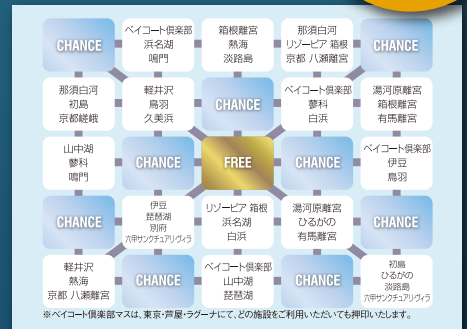 CHANCE
ベイコート倶楽部
浜名湖
鳴門
箱根離宮
熱海
淡路島
那須白河
リゾーピア 箱根
京都 八瀬離宮
CHANCE
那須白河
初島
京都嵯峨
軽井沢
鳥羽
久美浜
CHANCE
ベイコート倶楽部
蓼科
白浜
湯河原離宮
箱根離宮
有馬離宮
山中湖
蓼科
鳴門
CHANCE
FREE
CHANCE
ベイコート倶楽部
伊豆
鳥羽
CHANCE
伊豆
琵琶湖
別府
六甲サンクチュアリヴィラ
リゾーピア 箱根
浜名湖
白浜
湯河原離宮
ひるがの
有馬離宮
CHANCE
軽井沢
熱海
京都 八瀬離宮
CHANCE
ベイコート倶楽部
山中湖
琵琶湖
CHANCE
初島
ひるがの
淡路島
六甲サンクチュアリヴィラ
※ベイコート倶楽部マスは、東京・芦屋・ラグーナにて、どの施設をご利用いただいても押印いたします。